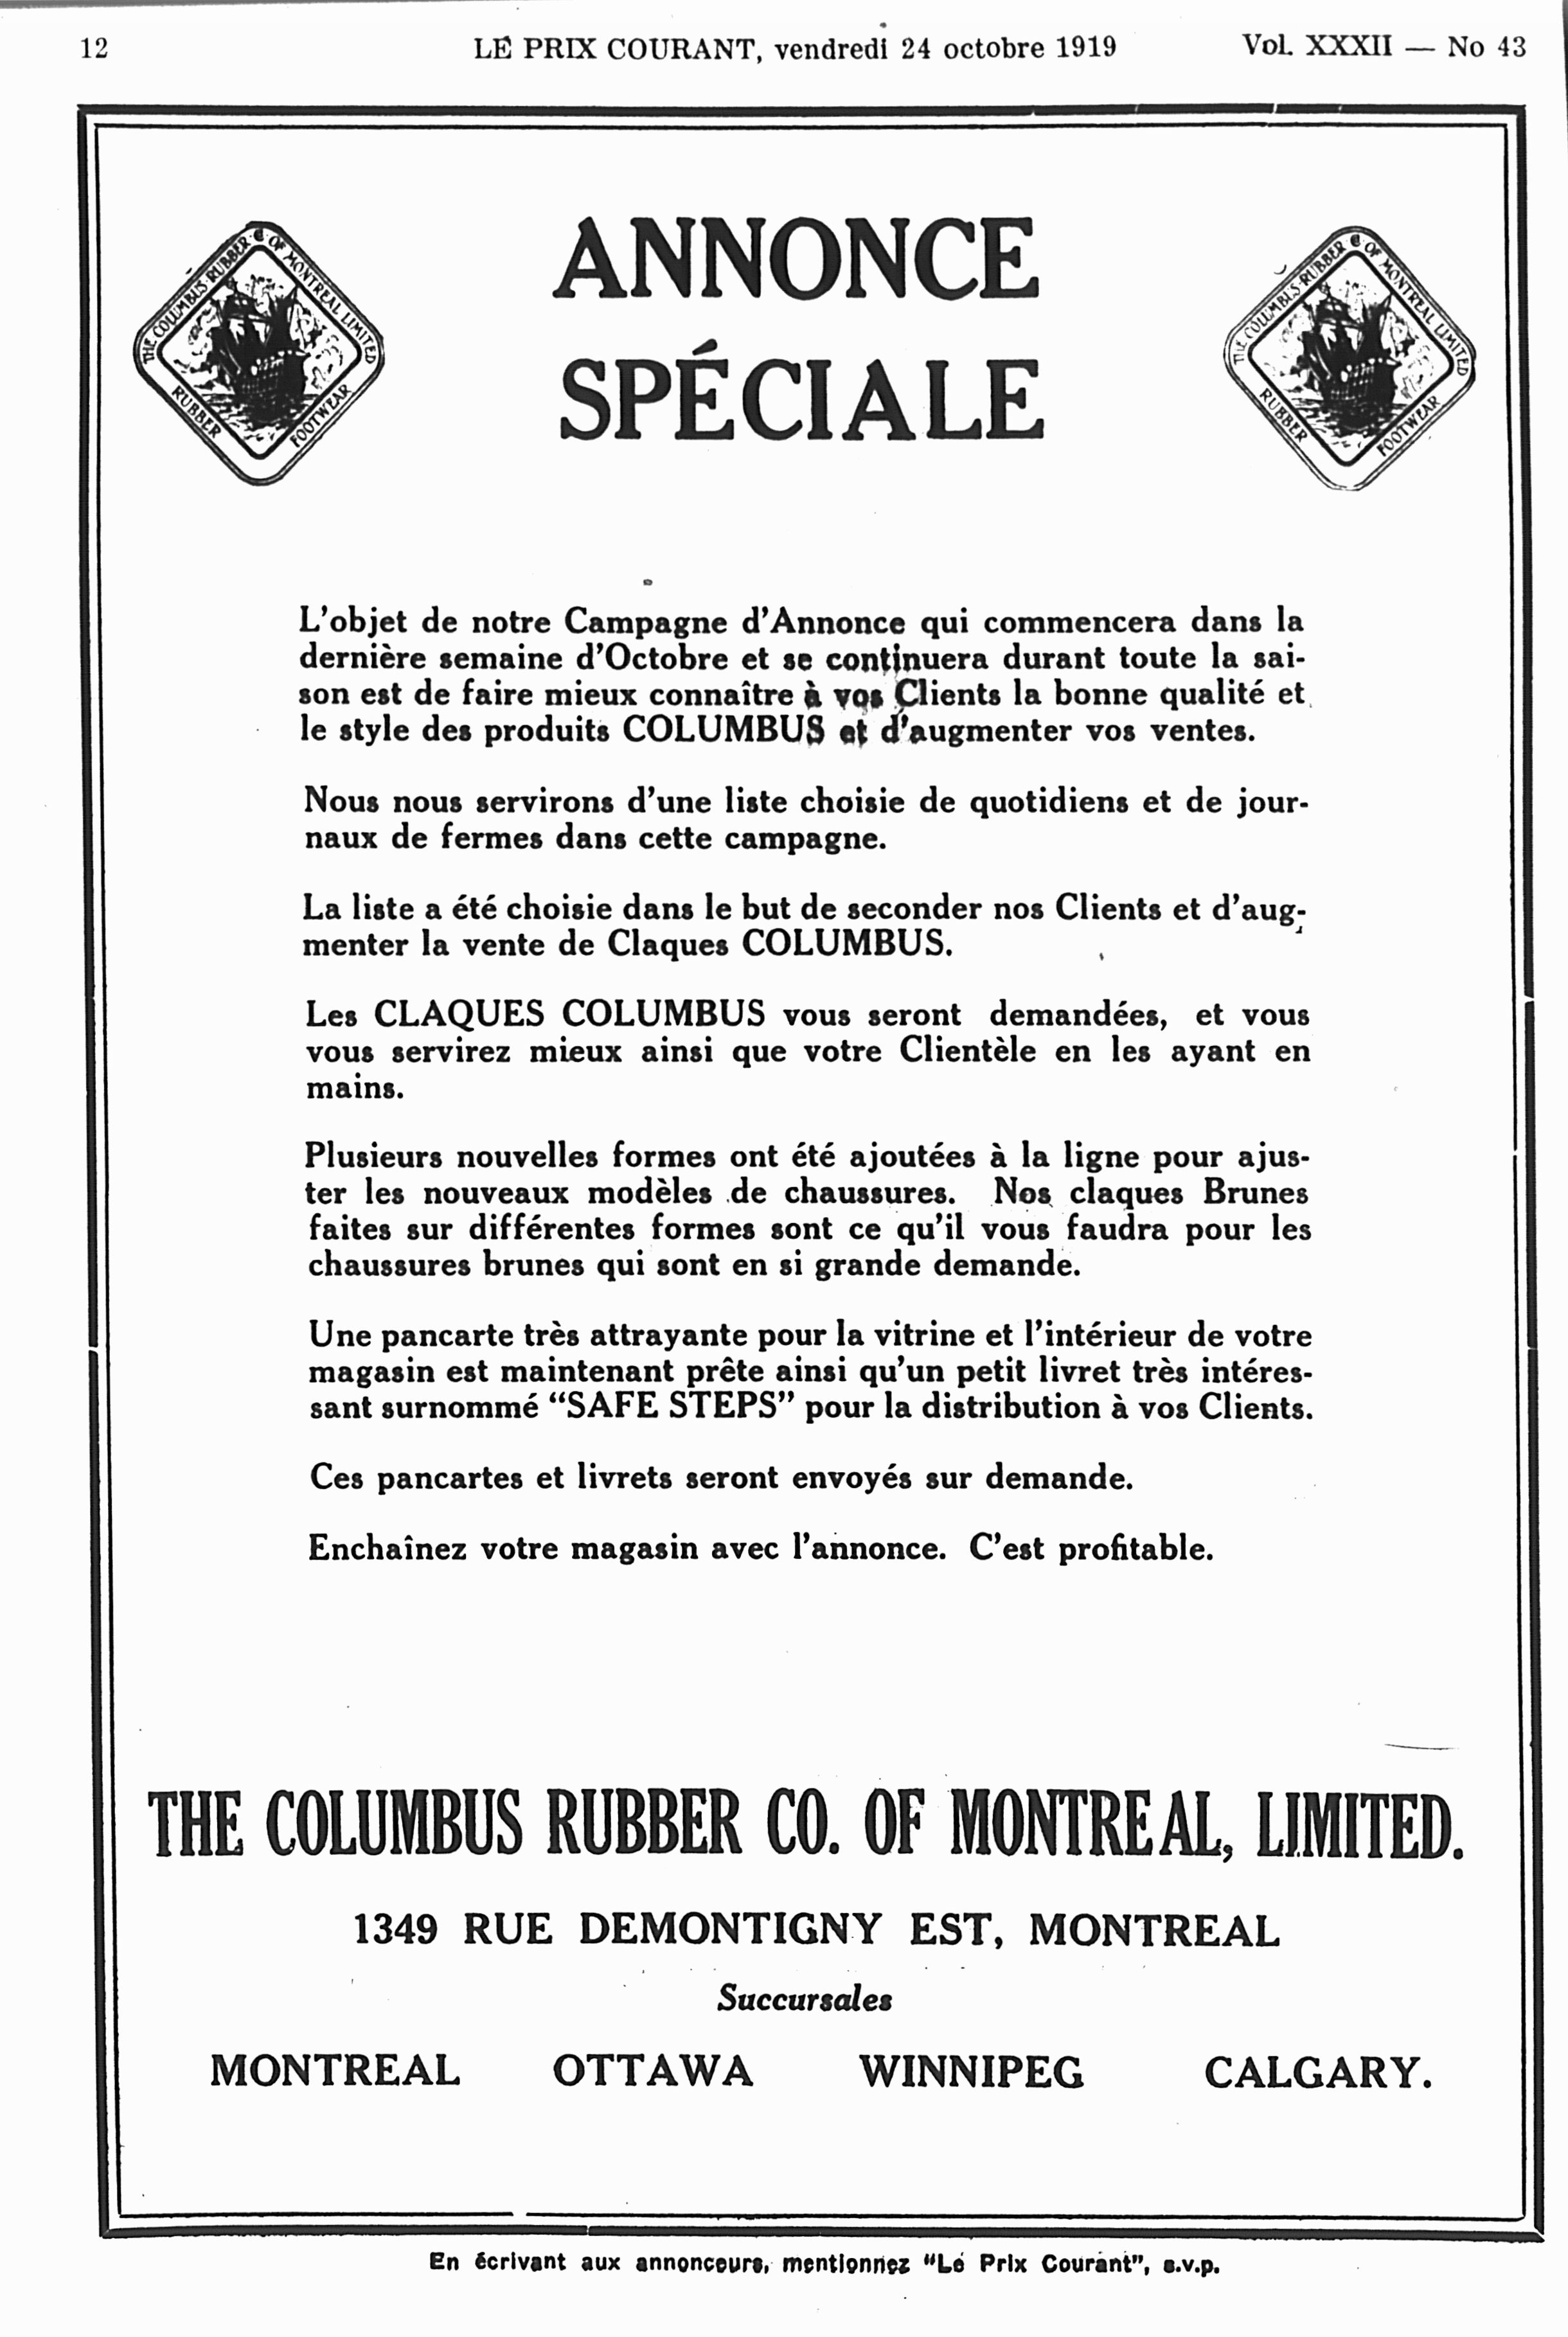 12 LE PRIX COURANT, vendredi 24 octobre 1919 Vol. XXXII — No 43
THE COLUMBUS RUBBER Co OF MONTREAL LIMITED
RUBBER FOOTWEAR
ANNONCE
SPÉCIALE
THE COLUMBUS RUBBER Co OF MONTREAL LIMITED
RUBBER FOOTWEAR
L'objet de notre Campagne d'Annonce qui commencera dans la
dernière semaine d'Octobre et se continuera durant toute la sai-
son est de faire mieux connaître à vos Clients la bonne qualité et
le style des produits COLUMBUS et d'augmenter vos ventes.
Nous nous servirons d'une liste choisie de quotidiens et de jour-
naux de fermes dans cette campagne.
La liste a été choisie dans le but de seconder nos Clients et d'aug-
menter la vente de Claques COLUMBUS.
Les CLAQUES COLUMBUS vous seront demandées, et vous
vous servirez mieux ainsi que votre Clientèle en les ayant en
mains.
Plusieurs nouvelles formes ont été ajoutées à la ligne pour ajus-
ter les nouveaux modèles de chaussures. Nos claques Brunes
faites sur différentes formes sont ce qu'il vous faudra pour les
chaussures brunes qui sont en si grande demande.
Une pancarte très attrayante pour la vitrine et l'intérieur de votre
magasin est maintenant prête ainsi qu'un petit livret très intéres-
sant surnommé "SAFE STEPS" pour la distribution à vos Clients.
Ces pancartes et livrets seront envoyés sur demande.
Enchaînez votre magasin avec l'annonce. C'est profitable.
THE COLUMBUS RUBBER CO. OF MONTREAL, LIMITED.
1349 RUE DEMONTIGNY EST, MONTREAL
Succursales
MONTREAL OTTAWA WINNIPEG CALGARY.
En écrivant aux annonceurs, mentionnez "Le Prix Courant", s.v.p.